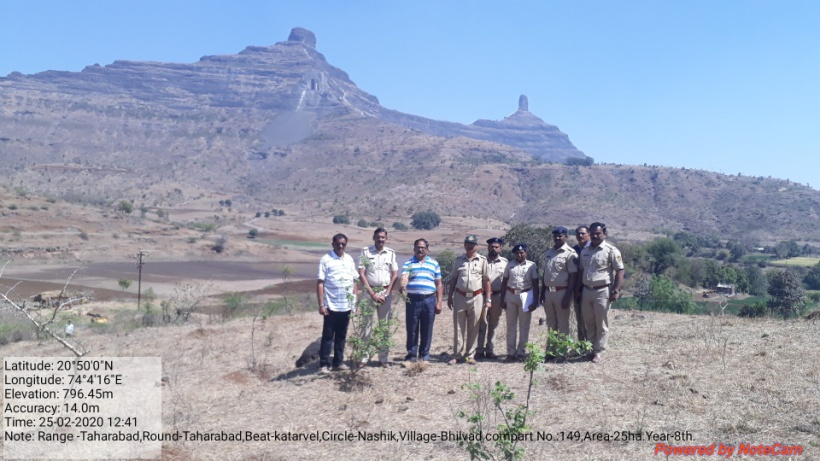 Latitude: 20°50'0"N
Longitude: 74°4'16"E
Elevation: 796.45m
Accuracy: 14.0m
Time: 25-02-2020 12:41
Note: Range -Taharabad,Round-Taharabad,Beat-katarvel,Circle-Nashik,Village-Bhilvad.compart No.:149,Area-25ha.Year-8th.
Powered by NoteCam